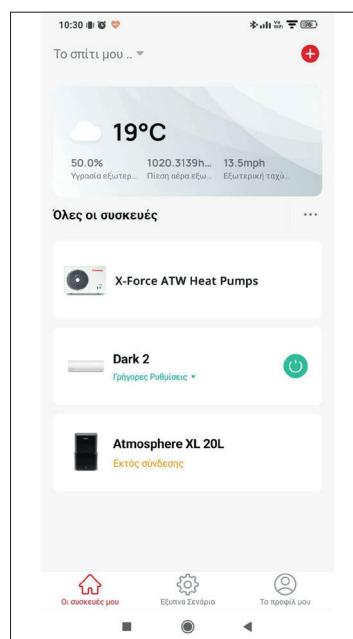 10:30
Το σπίτι μου ..
19°C
50.0% 1020.3139h... 13.5mph
Υγρασία εξωτερ... Πίεση αέρα εξω... Εξωτερική ταχύ...
Όλες οι συσκευές
X-Force ATW Heat Pumps
Dark 2
Γρήγορες Ρυθμίσεις
Atmosphere XL 20L
Εκτός σύνδεσης
Οι συσκευές μου Έξυπνα Σενάρια Το προφίλ μου